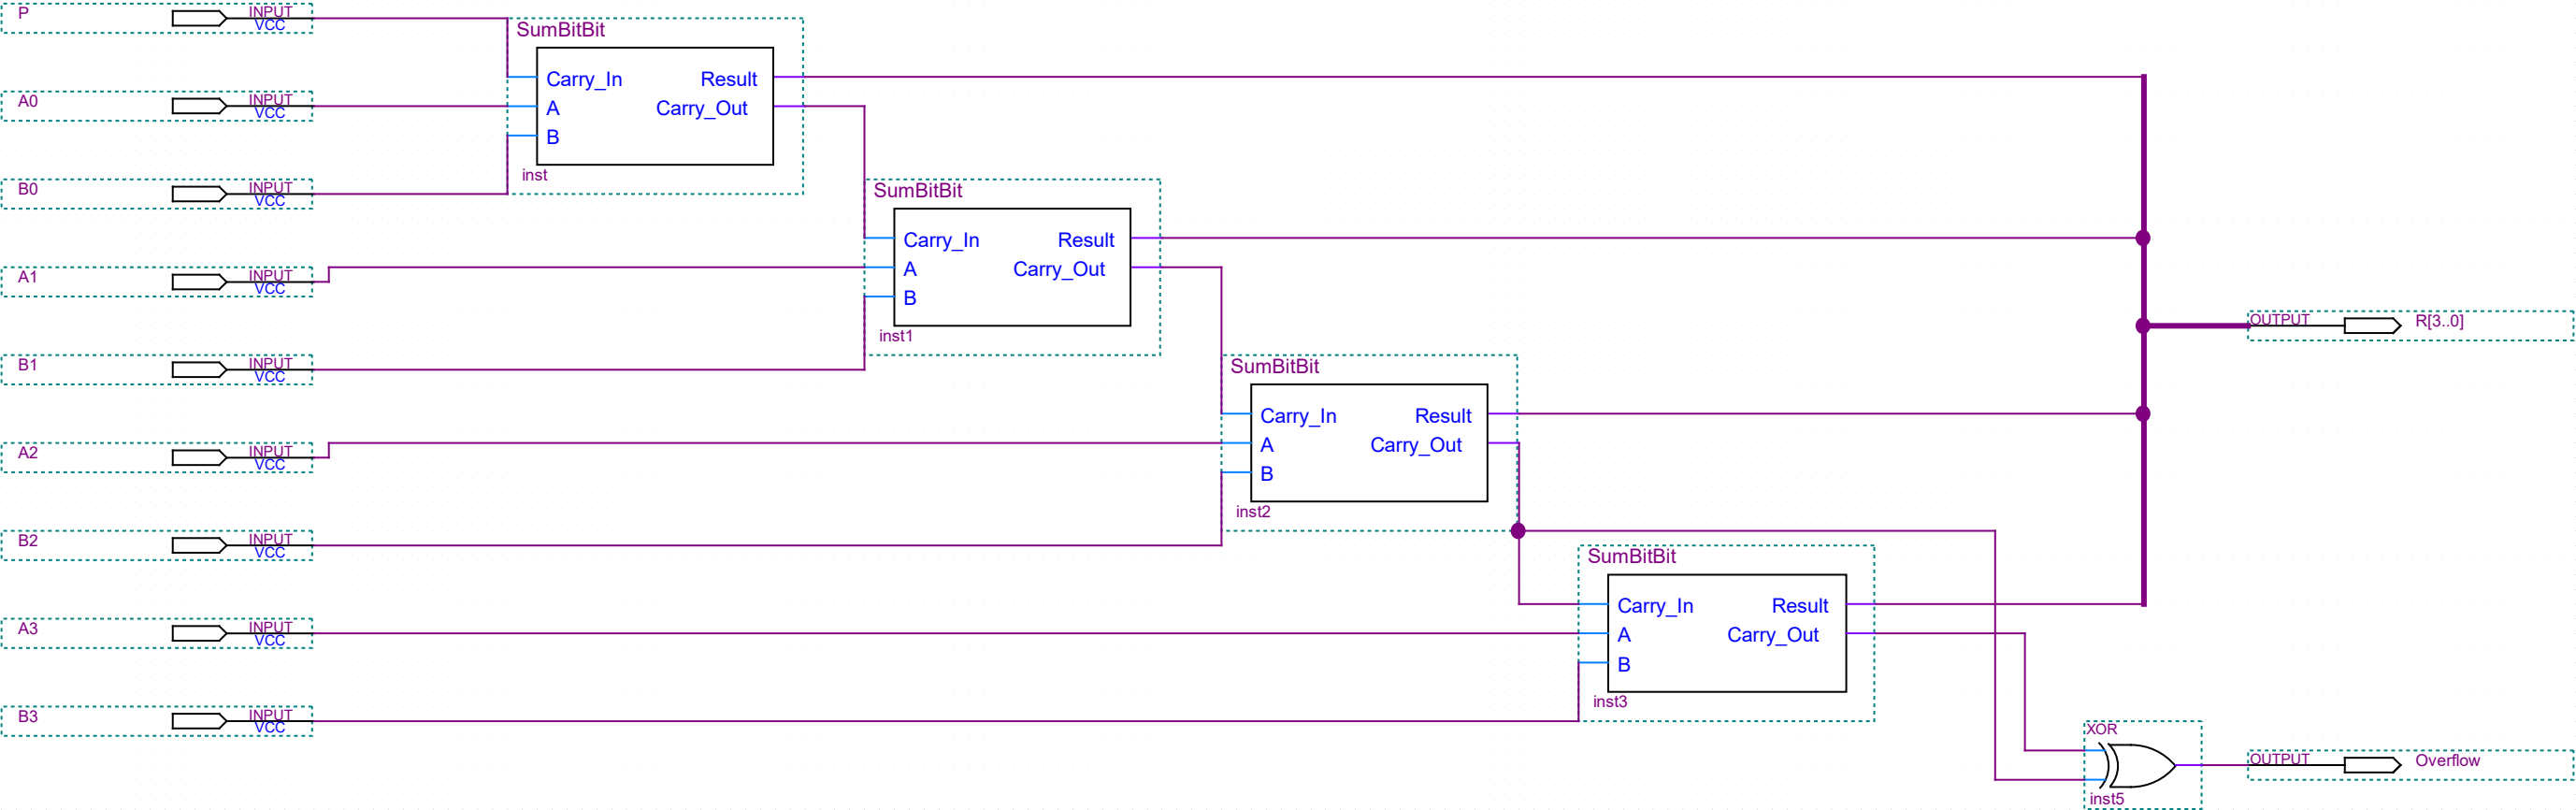 P
INPUT
VCC
SumBitBit
Carry_In
Result
A0
INPUT
VCC
A
Carry_Out
B
inst
B0
INPUT
VCC
SumBitBit
Carry_In
Result
A1
INPUT
VCC
A
Carry_Out
B
inst1
B1
INPUT
VCC
OUTPUT
R[3..0]
SumBitBit
Carry_In
Result
A2
INPUT
VCC
A
Carry_Out
B
inst2
B2
INPUT
VCC
SumBitBit
Carry_In
Result
A3
INPUT
VCC
A
Carry_Out
B
inst3
B3
INPUT
VCC
XOR
inst5
OUTPUT
Overflow